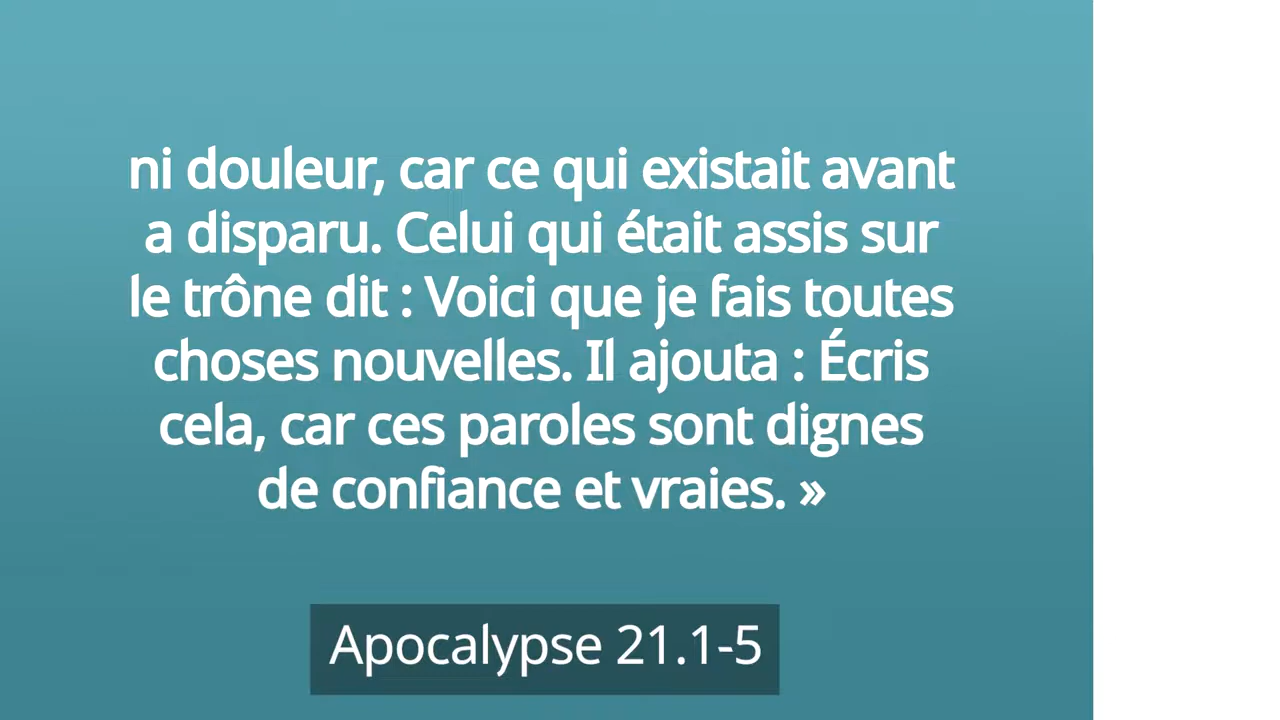 ni douleur, car ce qui existait avant
a disparu. Celui qui était assis sur
le trône dit : Voici que je fais toutes
choses nouvelles. Il ajouta : Écris
cela, car ces paroles sont dignes
de confiance et vraies. »
Apocalypse 21.1-5